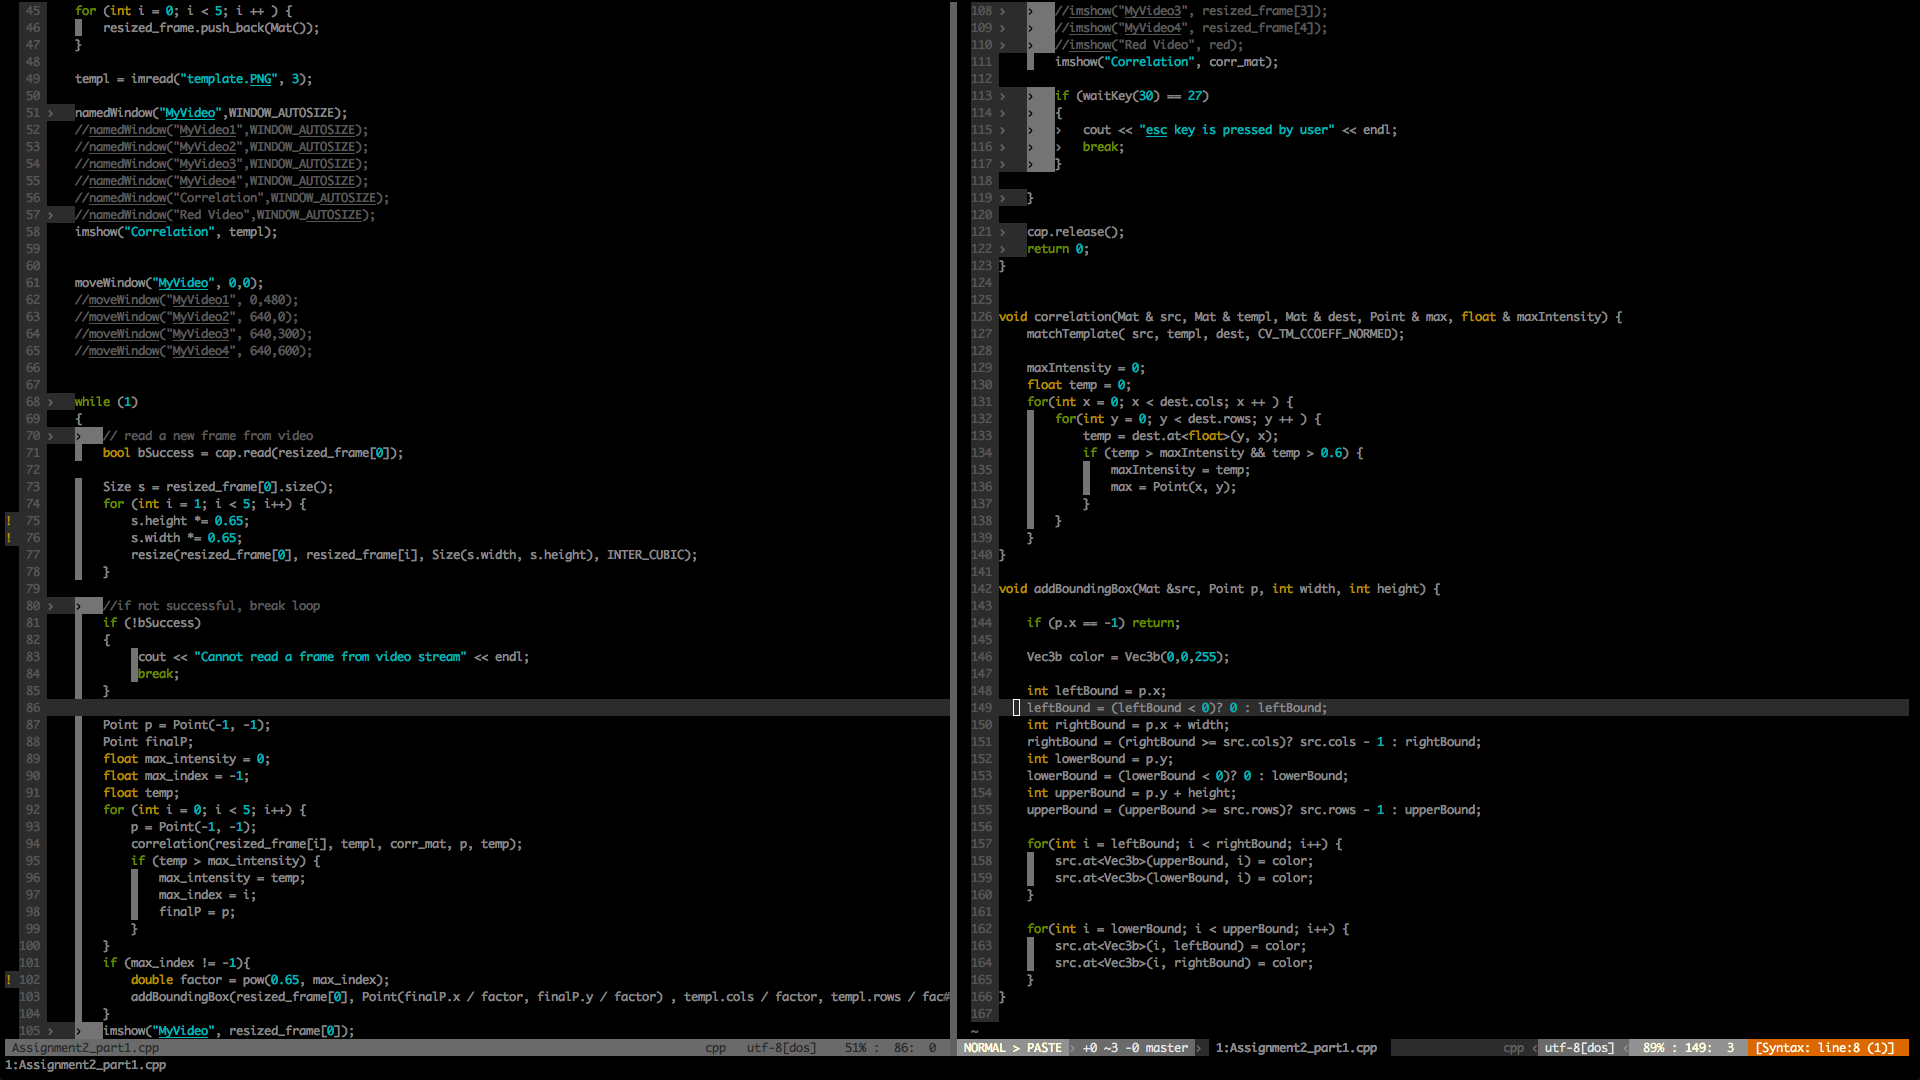 45 for (int i = 0; i < 5; i ++ ) {
46 resized_frame.push_back(Mat());
47 }
48
49 templ = imread("template.PNG", 3);
50
51 › namedWindow("MyVideo",WINDOW_AUTOSIZE);
52 //namedWindow("MyVideo1",WINDOW_AUTOSIZE);
53 //namedWindow("MyVideo2",WINDOW_AUTOSIZE);
54 //namedWindow("MyVideo3",WINDOW_AUTOSIZE);
55 //namedWindow("MyVideo4",WINDOW_AUTOSIZE);
56 //namedWindow("Correlation",WINDOW_AUTOSIZE);
57 › //namedWindow("Red Video",WINDOW_AUTOSIZE);
58 imshow("Correlation", templ);
59
60
61 moveWindow("MyVideo", 0,0);
62 //moveWindow("MyVideo1", 0,480);
63 //moveWindow("MyVideo2", 640,0);
64 //moveWindow("MyVideo3", 640,300);
65 //moveWindow("MyVideo4", 640,600);
66
67
68 › while (1)
69 {
70 › › // read a new frame from video
71 bool bSuccess = cap.read(resized_frame[0]);
72
73 Size s = resized_frame[0].size();
74 for (int i = 1; i < 5; i++) {
! 75 s.height *= 0.65;
! 76 s.width *= 0.65;
77 resize(resized_frame[0], resized_frame[i], Size(s.width, s.height), INTER_CUBIC);
78 }
79
80 › › //if not successful, break loop
81 if (!bSuccess)
82 {
83 cout << "Cannot read a frame from video stream" << endl;
84 break;
85 }
86
87 Point p = Point(-1, -1);
88 Point finalP;
89 float max_intensity = 0;
90 float max_index = -1;
91 float temp;
92 for (int i = 0; i < 5; i++) {
93 p = Point(-1, -1);
94 correlation(resized_frame[i], templ, corr_mat, p, temp);
95 if (temp > max_intensity) {
96 max_intensity = temp;
97 max_index = i;
98 finalP = p;
99 }
100 }
101 if (max_index != -1){
! 102 double factor = pow(0.65, max_index);
103 addBoundingBox(resized_frame[0], Point(finalP.x / factor, finalP.y / factor) , templ.cols / factor, templ.rows / fac#
104 }
105 › › imshow("MyVideo", resized_frame[0]);
Assignment2_part1.cpp cpp utf-8[dos] 51% : 86: 0
1:Assignment2_part1.cpp
108 › › //imshow("MyVideo3", resized_frame[3]);
109 › › //imshow("MyVideo4", resized_frame[4]);
110 › › //imshow("Red Video", red);
111 imshow("Correlation", corr_mat);
112
113 › › if (waitKey(30) == 27)
114 › › {
115 › › › cout << "esc key is pressed by user" << endl;
116 › › › break;
117 › › }
118
119 › }
120
121 › cap.release();
122 › return 0;
123 }
124
125
126 void correlation(Mat & src, Mat & templ, Mat & dest, Point & max, float & maxIntensity) {
127 matchTemplate( src, templ, dest, CV_TM_CCOEFF_NORMED);
128
129 maxIntensity = 0;
130 float temp = 0;
131 for(int x = 0; x < dest.cols; x ++ ) {
132 for(int y = 0; y < dest.rows; y ++ ) {
133 temp = dest.at<float>(y, x);
134 if (temp > maxIntensity && temp > 0.6) {
135 maxIntensity = temp;
136 max = Point(x, y);
137 }
138 }
139 }
140 }
141
142 void addBoundingBox(Mat &src, Point p, int width, int height) {
143
144 if (p.x == -1) return;
145
146 Vec3b color = Vec3b(0,0,255);
147
148 int leftBound = p.x;
149 leftBound = (leftBound < 0)? 0 : leftBound;
150 int rightBound = p.x + width;
151 rightBound = (rightBound >= src.cols)? src.cols - 1 : rightBound;
152 int lowerBound = p.y;
153 lowerBound = (lowerBound < 0)? 0 : lowerBound;
154 int upperBound = p.y + height;
155 upperBound = (upperBound >= src.rows)? src.rows - 1 : upperBound;
156
157 for(int i = leftBound; i < rightBound; i++) {
158 src.at<Vec3b>(upperBound, i) = color;
159 src.at<Vec3b>(lowerBound, i) = color;
160 }
161
162 for(int i = lowerBound; i < upperBound; i++) {
163 src.at<Vec3b>(i, leftBound) = color;
164 src.at<Vec3b>(i, rightBound) = color;
165 }
166 }
167
~
NORMAL > PASTE › +0 ~3 -0 master › 1:Assignment2_part1.cpp cpp ‹ utf-8[dos] ‹ 89% : 149: 3 [Syntax: line:8 (1)]